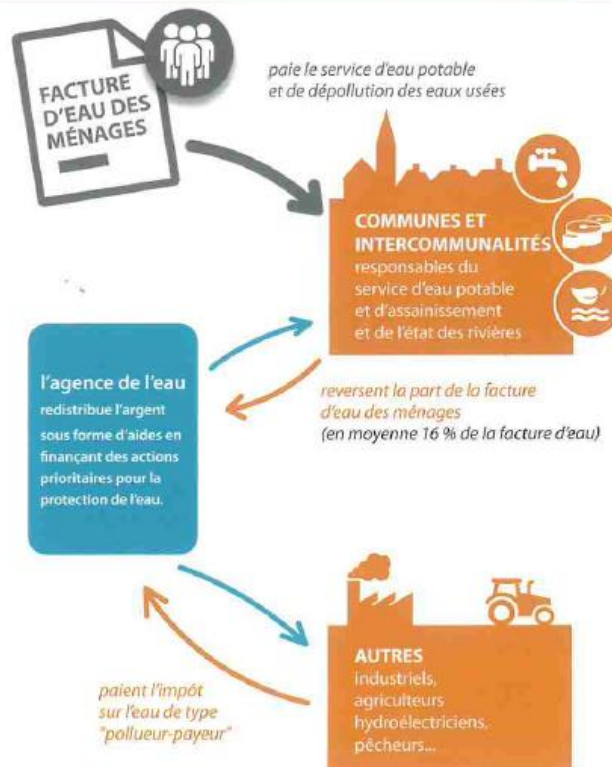 FACTURE
D'EAU DES
MÉNAGES
paie le service d'eau potable
et de dépollution des eaux usées
COMMUNES ET
INTERCOMMUNALITÉS
responsables du
service d'eau potable
et d'assainissement
et de l'état des rivières
l'agence de l'eau
redistribue l'argent
sous forme d'aides en
finançant des actions
prioritaires pour la
protection de l'eau.
reversent la part de la facture
d'eau des ménages
(en moyenne 16 % de la facture d'eau)
AUTRES
industriels,
agriculteurs
hydroélectriciens,
pêcheurs...
paient l'impôt
sur l'eau de type
"pollueur-payeur"